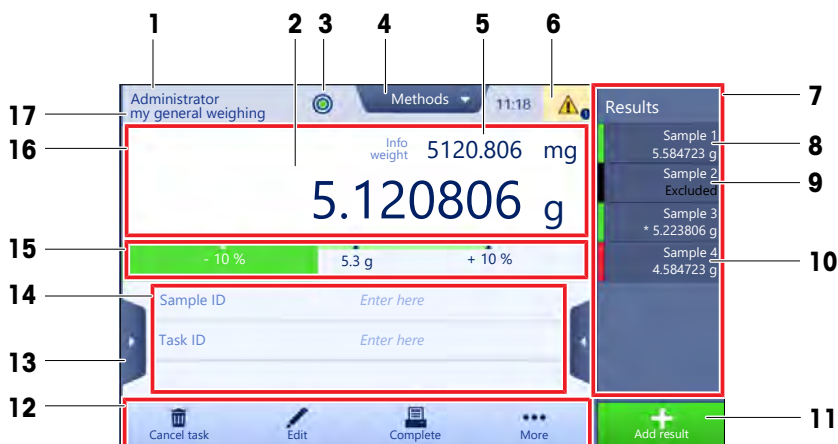 1 2 3 4 5 6
Administrator
my general weighing
Methods
11:18
Results
7
17
16
Info
weight
5120.806 mg
5.120806 g
Sample 1
5.584723 g
8
Sample 2
Excluded
9
Sample 3
* 5.223806 g
Sample 4
4.584723 g
10
15
- 10 %
5.3 g
+ 10 %
14
Sample ID
Enter here
Task ID
Enter here
13
12
Cancel task
Edit
Complete
More
Add result
11